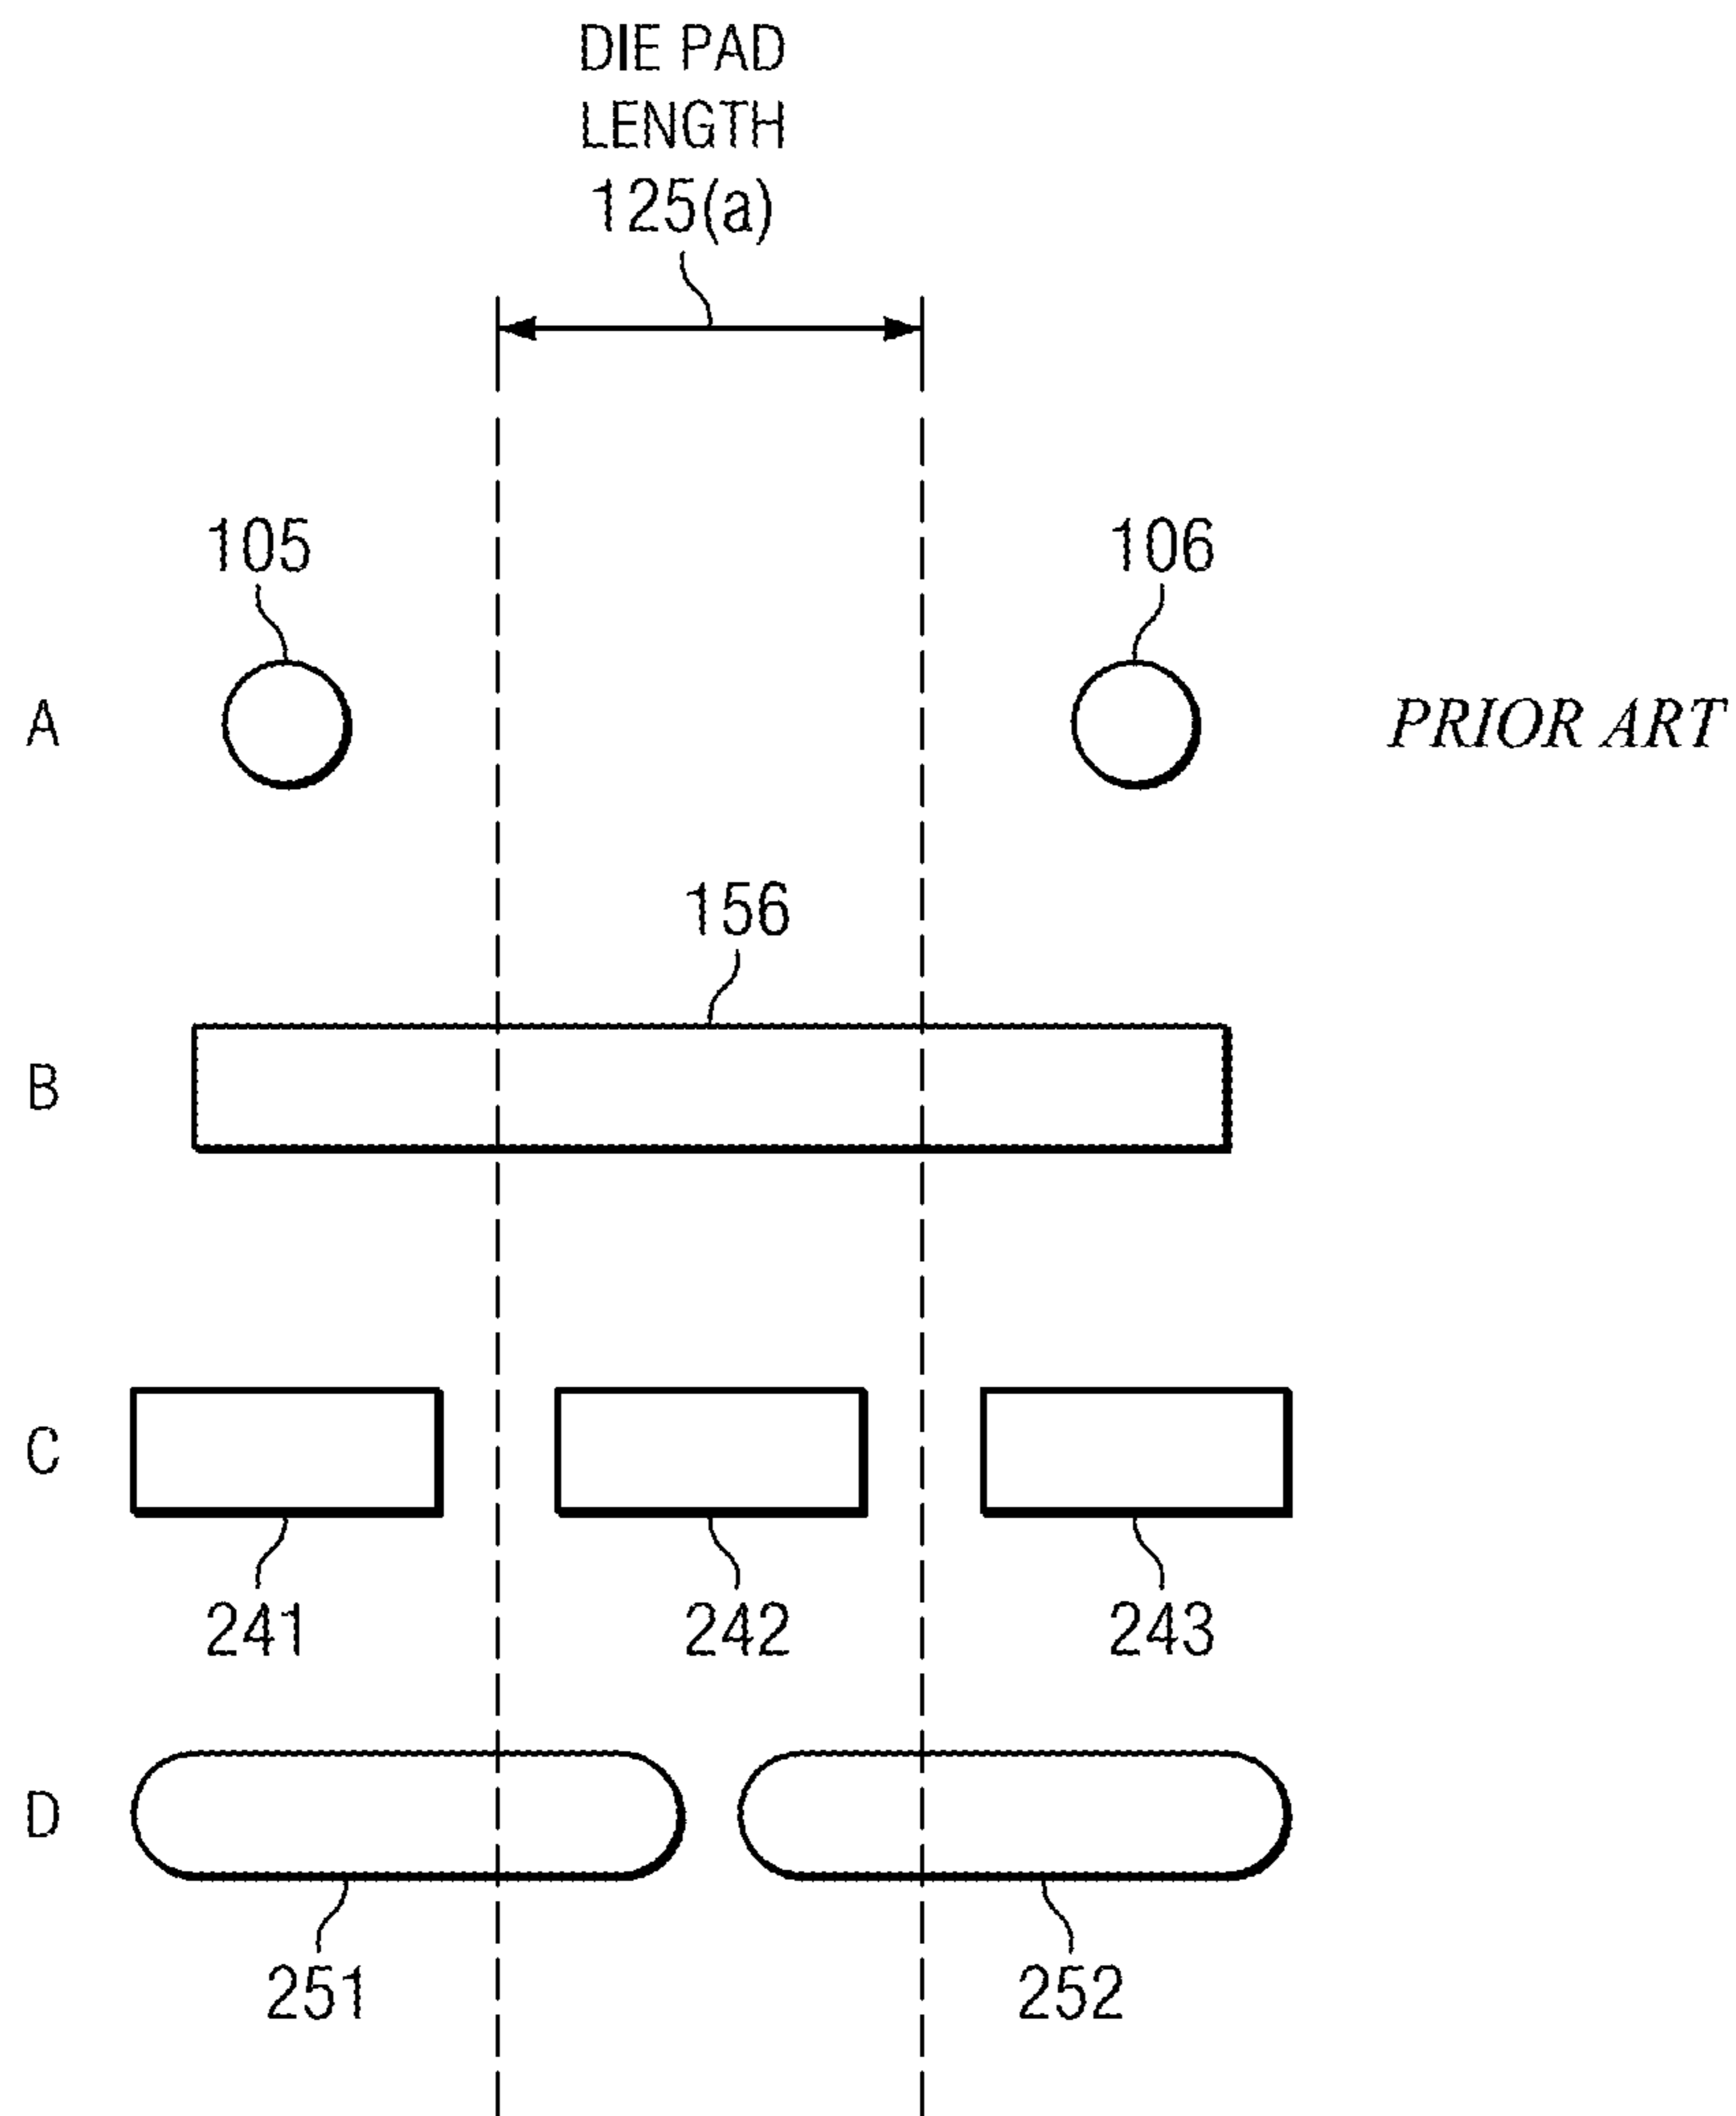 DIE PAD
LENGTH
125(a)
105
106
A
PRIOR ART
156
B
C
241
242
243
D
251
252